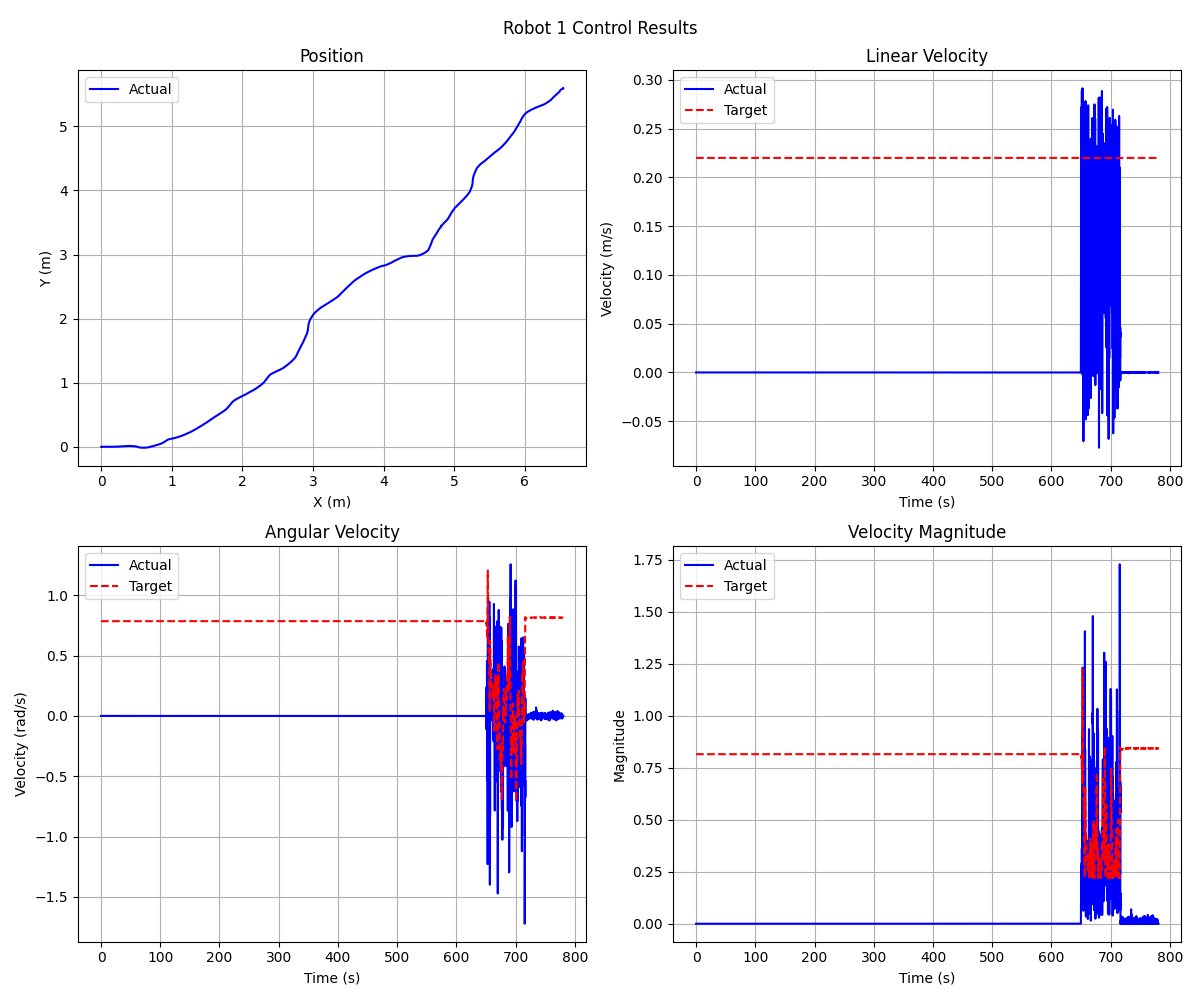 Robot 1 Control Results
Position
Actual
5
4
3
2
1
0
Y (m)
0 1 2 3 4 5 6
X (m)
Linear Velocity
Actual
Target
0.30
0.25
0.20
0.15
0.10
0.05
0.00
−0.05
Velocity (m/s)
0 100 200 300 400 500 600 700 800
Time (s)
Angular Velocity
Actual
Target
1.0
0.5
0.0
−0.5
−1.0
−1.5
Velocity (rad/s)
0 100 200 300 400 500 600 700 800
Time (s)
Velocity Magnitude
Actual
Target
1.75
1.50
1.25
1.00
0.75
0.50
0.25
0.00
Magnitude
0 100 200 300 400 500 600 700 800
Time (s)